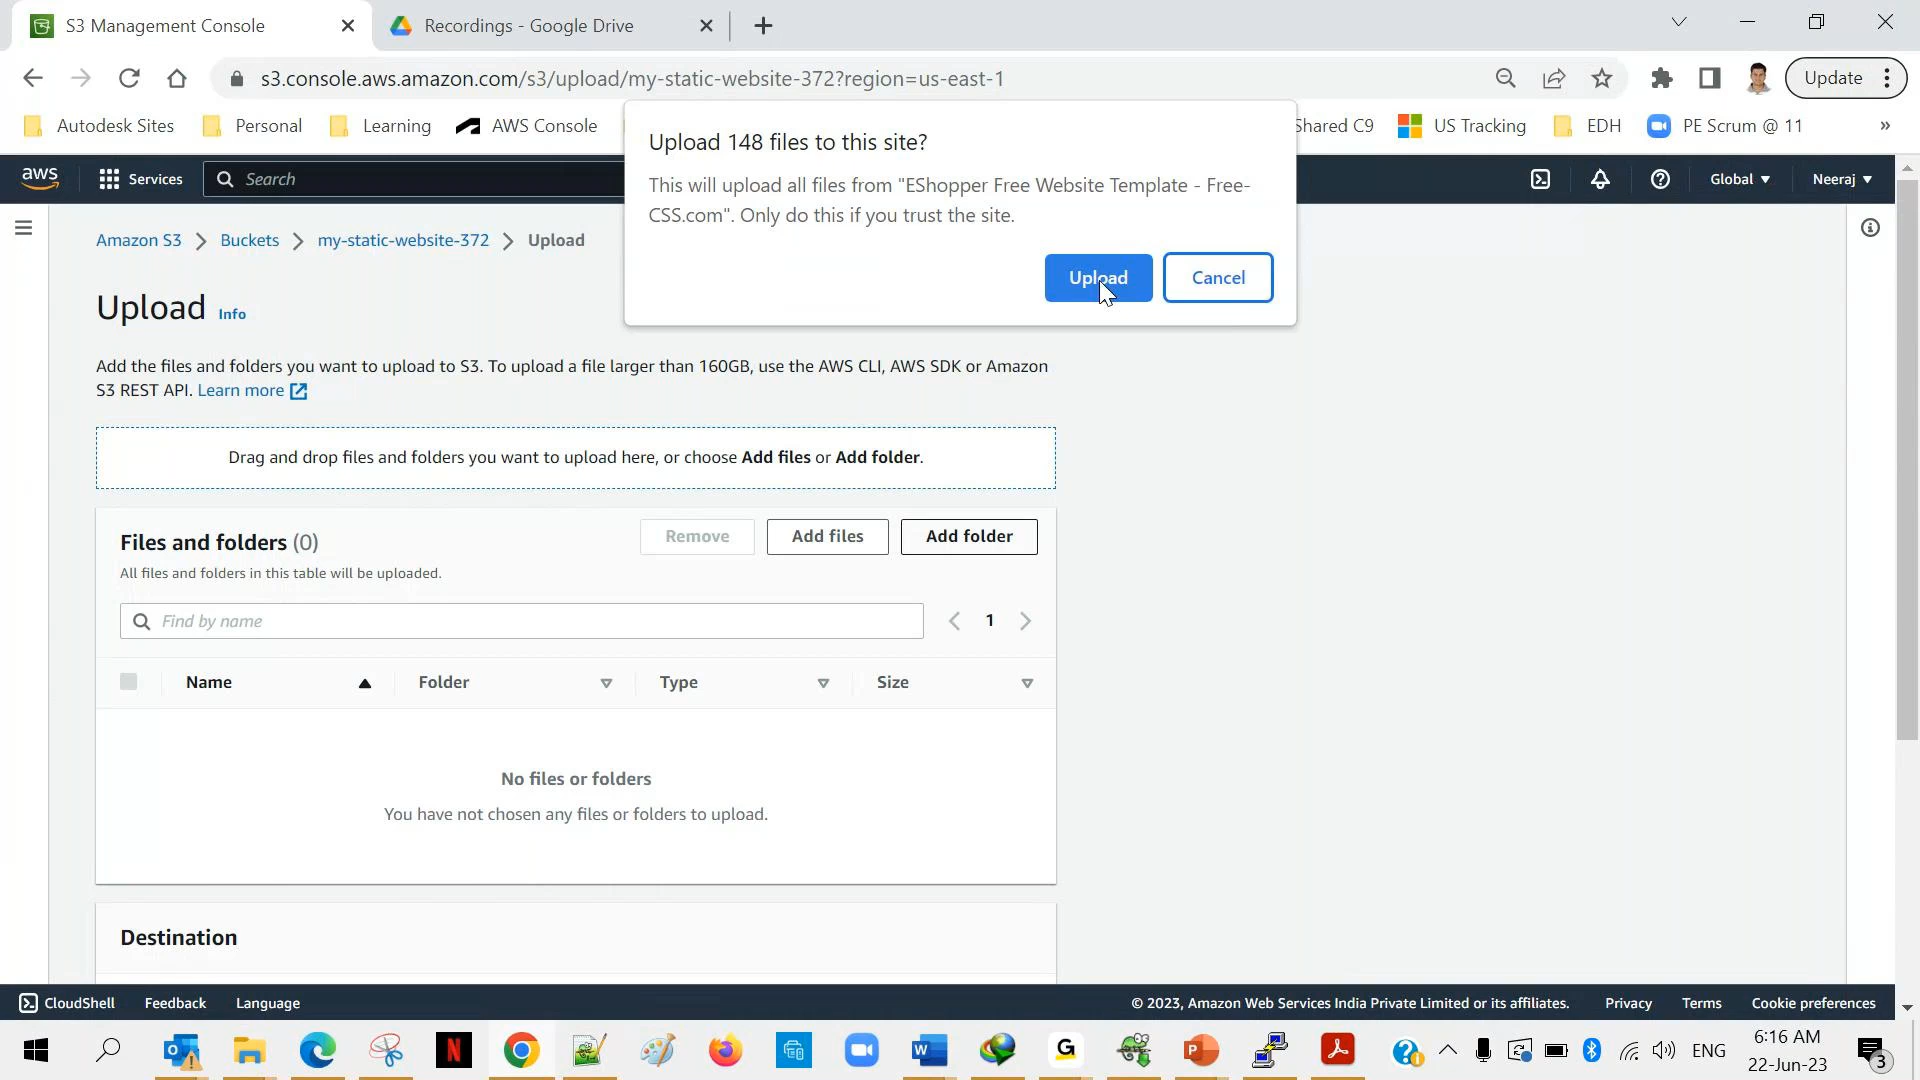 S3 Management Console
Recordings - Google Drive
s3.console.aws.amazon.com/s3/upload/my-static-website-372?region=us-east-1
Update
Autodesk Sites
Personal
Learning
AWS Console
Shared C9
US Tracking
EDH
PE Scrum @ 11
»
Upload 148 files to this site?
This will upload all files from "EShopper Free Website Template - Free-
CSS.com". Only do this if you trust the site.
Upload
Cancel
aws
Services
Search
Global
Neeraj
Amazon S3
Buckets
my-static-website-372
Upload
Upload
Info
Add the files and folders you want to upload to S3. To upload a file larger than 160GB, use the AWS CLI, AWS SDK or Amazon
S3 REST API. Learn more
Drag and drop files and folders you want to upload here, or choose Add files or Add folder.
Files and folders (0)
Remove
Add files
Add folder
All files and folders in this table will be uploaded.
Find by name
1
Name
Folder
Type
Size
No files or folders
You have not chosen any files or folders to upload.
Destination
CloudShell
Feedback
Language
© 2023, Amazon Web Services India Private Limited or its affiliates.
Privacy
Terms
Cookie preferences
ENG
6:16 AM
22-Jun-23
3